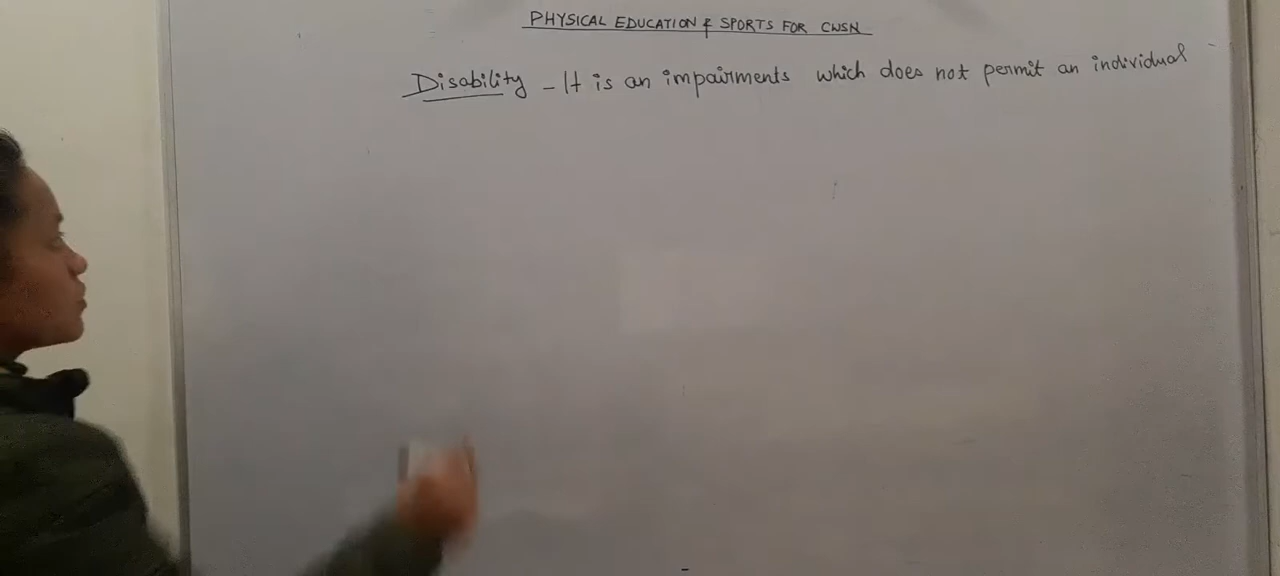 PHYSICAL EDUCATION & SPORTS FOR CWSN
Disability - It is an impairments which does not permit an individual